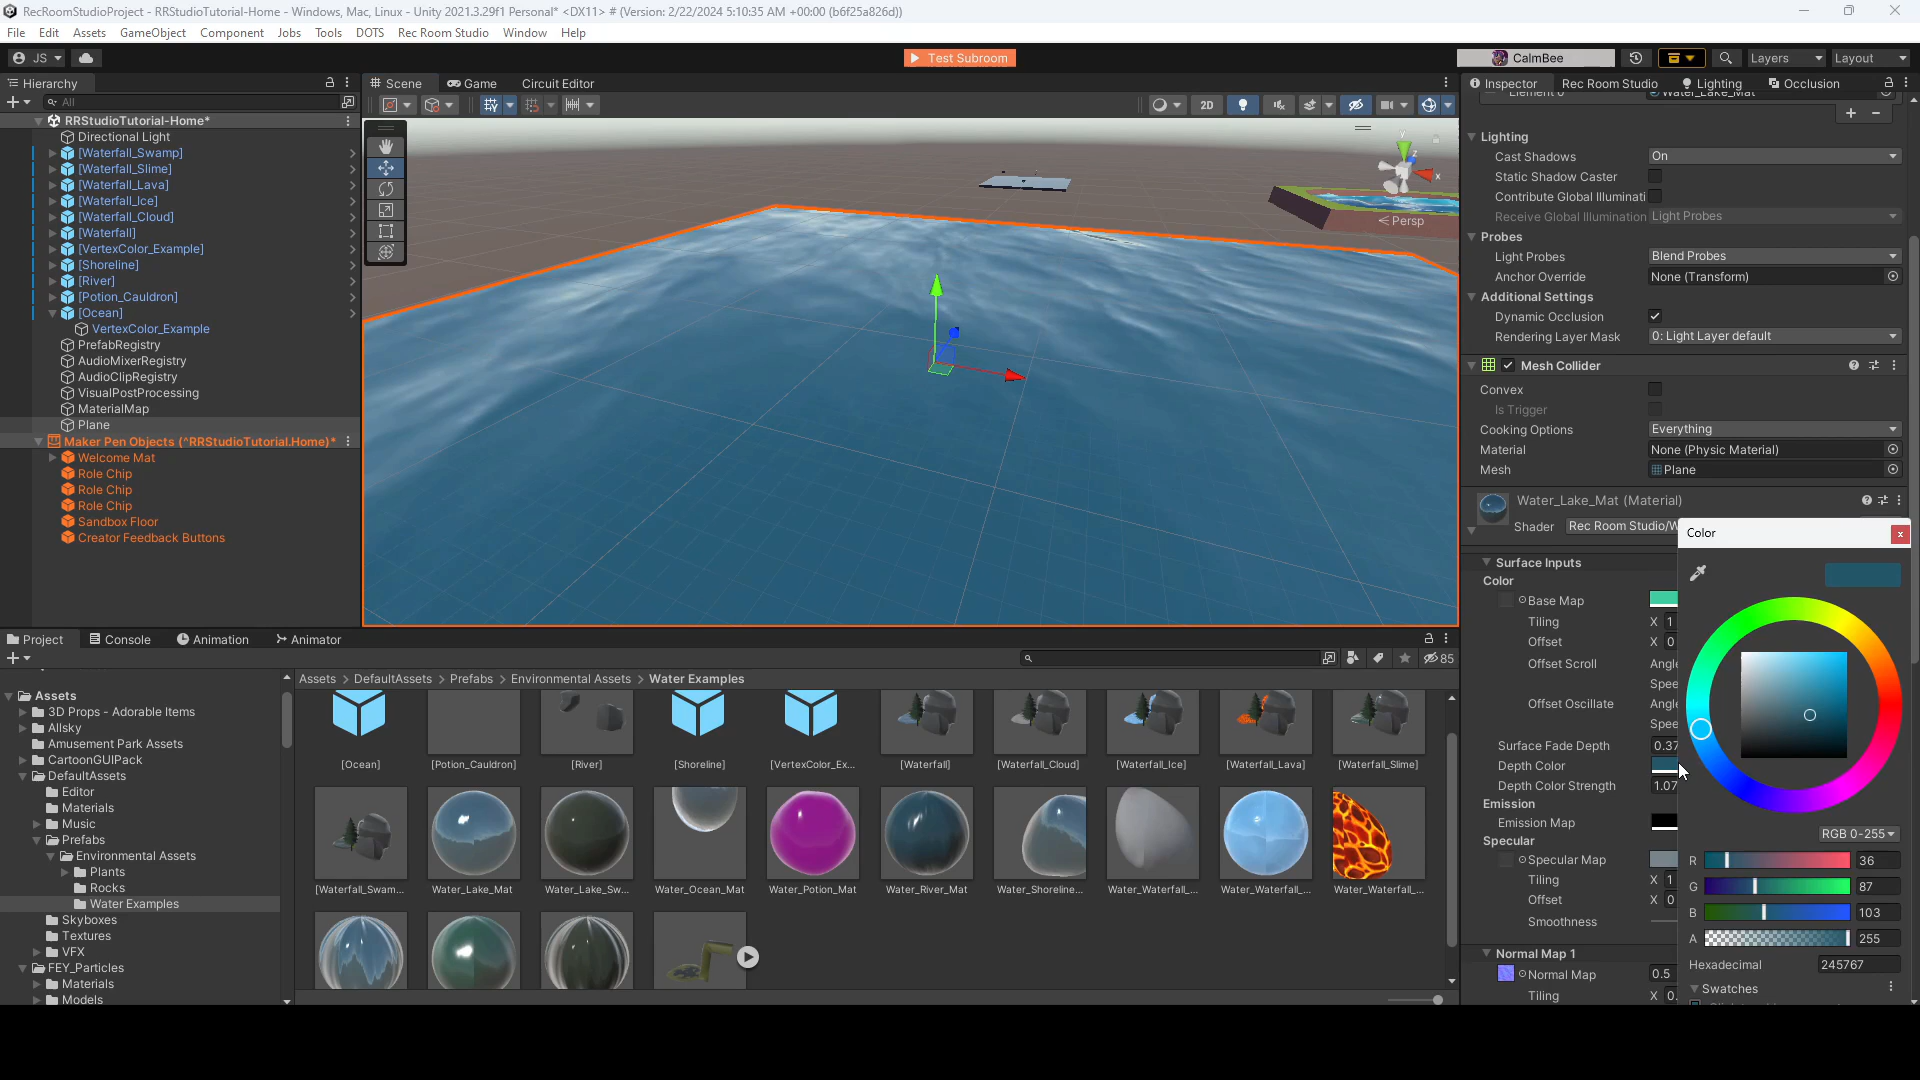 RecRoomStudioProject - RRStudioTutorial-Home - Windows, Mac, Linux - Unity 2021.3.29f1 Personal* <DX11> # (Version: 2/22/2024 5:10:35 AM +00:00 (b6f25a826d))
File Edit Assets GameObject Component Jobs Tools DOTS Rec Room Studio Window Help
JS Test Subroom CalmBee Layers Layout
Hierarchy
All
RRStudioTutorial-Home*
Directional Light
[Waterfall_Swamp]
[Waterfall_Slime]
[Waterfall_Lava]
[Waterfall_Ice]
[Waterfall_Cloud]
[Waterfall]
[VertexColor_Example]
[Shoreline]
[River]
[Potion_Cauldron]
[Ocean]
VertexColor_Example
PrefabRegistry
AudioMixerRegistry
AudioClipRegistry
VisualPostProcessing
MaterialMap
Plane
Maker Pen Objects (^RRStudioTutorial.Home)*
Welcome Mat
Role Chip
Role Chip
Role Chip
Sandbox Floor
Creator Feedback Buttons
Scene Game Circuit Editor
2D
y
z
x
< Persp
Inspector Rec Room Studio Lighting Occlusion
Lighting
Cast Shadows On
Static Shadow Caster
Contribute Global Illuminati
Receive Global Illumination Light Probes
Probes
Light Probes Blend Probes
Anchor Override None (Transform)
Additional Settings
Dynamic Occlusion
Rendering Layer Mask 0: Light Layer default
Mesh Collider
Convex
Is Trigger
Cooking Options Everything
Material None (Physic Material)
Mesh Plane
Water_Lake_Mat (Material)
Shader Rec Room Studio/W
Surface Inputs
Color
Base Map
Tiling X 1
Offset X 0
Offset Scroll Angle
Speed
Offset Oscillate Angle
Speed
Surface Fade Depth 0.37
Depth Color
Depth Color Strength 1.07
Emission
Emission Map
Specular
Specular Map
Tiling X 1
Offset X 0
Smoothness
Normal Map 1
Normal Map 0.5
Tiling X 0.
Color
x
RGB 0-255
R 36
G 87
B 103
A 255
Hexadecimal 245767
Swatches
Project Console Animation Animator
85
Assets
3D Props - Adorable Items
Allsky
Amusement Park Assets
CartoonGUIPack
DefaultAssets
Editor
Materials
Music
Prefabs
Environmental Assets
Plants
Rocks
Water Examples
Skyboxes
Textures
VFX
FEY_Particles
Materials
Models
Assets > DefaultAssets > Prefabs > Environmental Assets > Water Examples
[Ocean] [Potion_Cauldron] [River] [Shoreline] [VertexColor_Ex... [Waterfall] [Waterfall_Cloud] [Waterfall_Ice] [Waterfall_Lava] [Waterfall_Slime]
[Waterfall_Swam... Water_Lake_Mat Water_Lake_Sw... Water_Ocean_Mat Water_Potion_Mat Water_River_Mat Water_Shoreline... Water_Waterfall_... Water_Waterfall_... Water_Waterfall_...